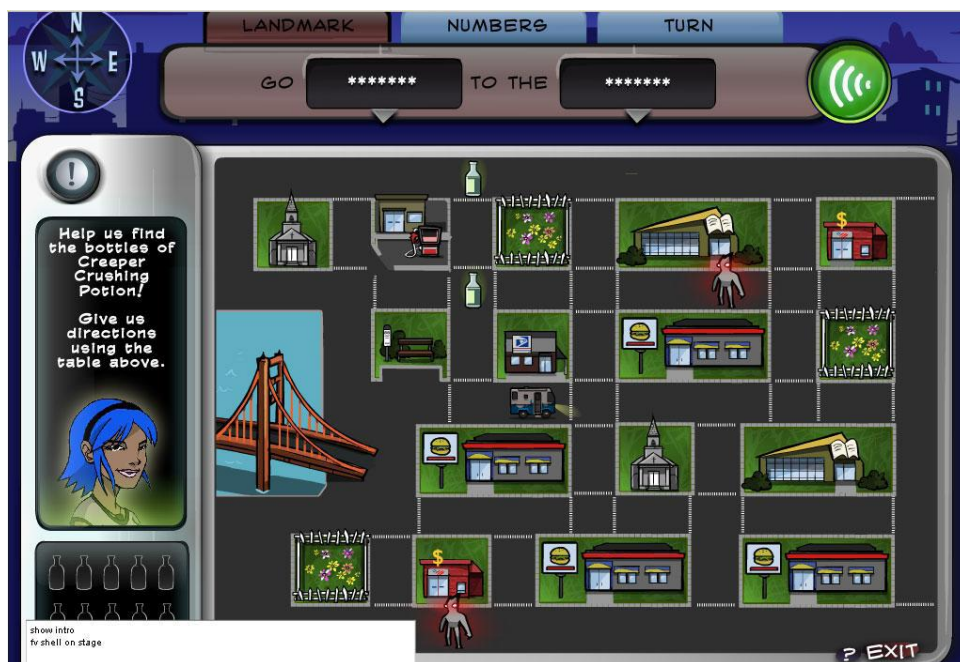 N
W E
S
LANDMARK NUMBERS TURN
GO ******* TO THE *******
!
Help us find
the bottles of
Creeper
Crushing
Potion!
Give us
directions
using the
table above.
$
$
show intro
fv shell on stage
? EXIT